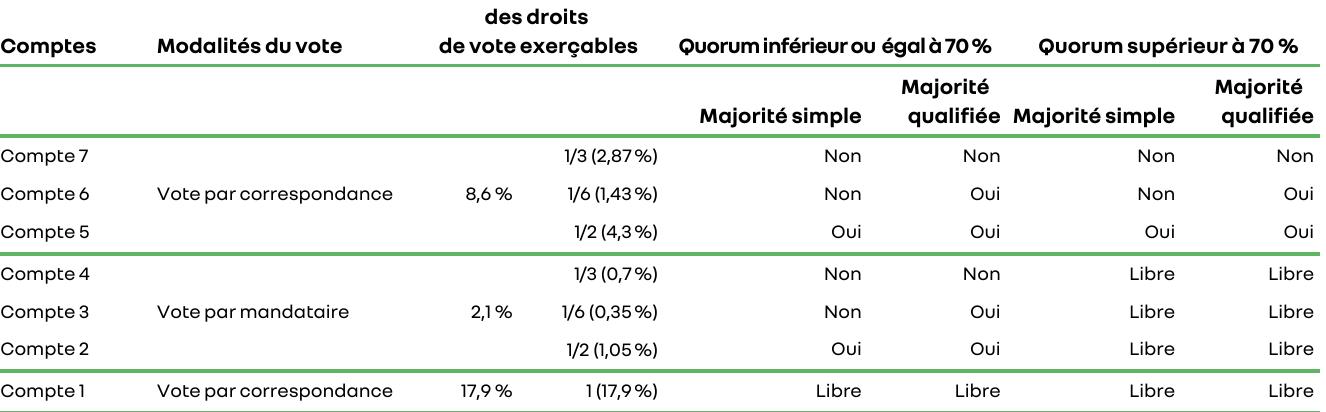 des droits
Comptes Modalités du vote de vote exerçables Quorum inférieur ou égal à 70 % Quorum supérieur à 70 %
Majorité Majorité
Majorité simple qualifiée Majorité simple qualifiée
Compte 7 1/3 (2,87 %) Non Non Non Non
Compte 6 Vote par correspondance 8,6 % 1/6 (1,43 %) Non Oui Non Oui
Compte 5 1/2 (4,3 %) Oui Oui Oui Oui
Compte 4 1/3 (0,7 %) Non Non Libre Libre
Compte 3 Vote par mandataire 2,1 % 1/6 (0,35 %) Non Oui Libre Libre
Compte 2 1/2 (1,05 %) Oui Oui Libre Libre
Compte 1 Vote par correspondance 17,9 % 1 (17,9 %) Libre Libre Libre Libre